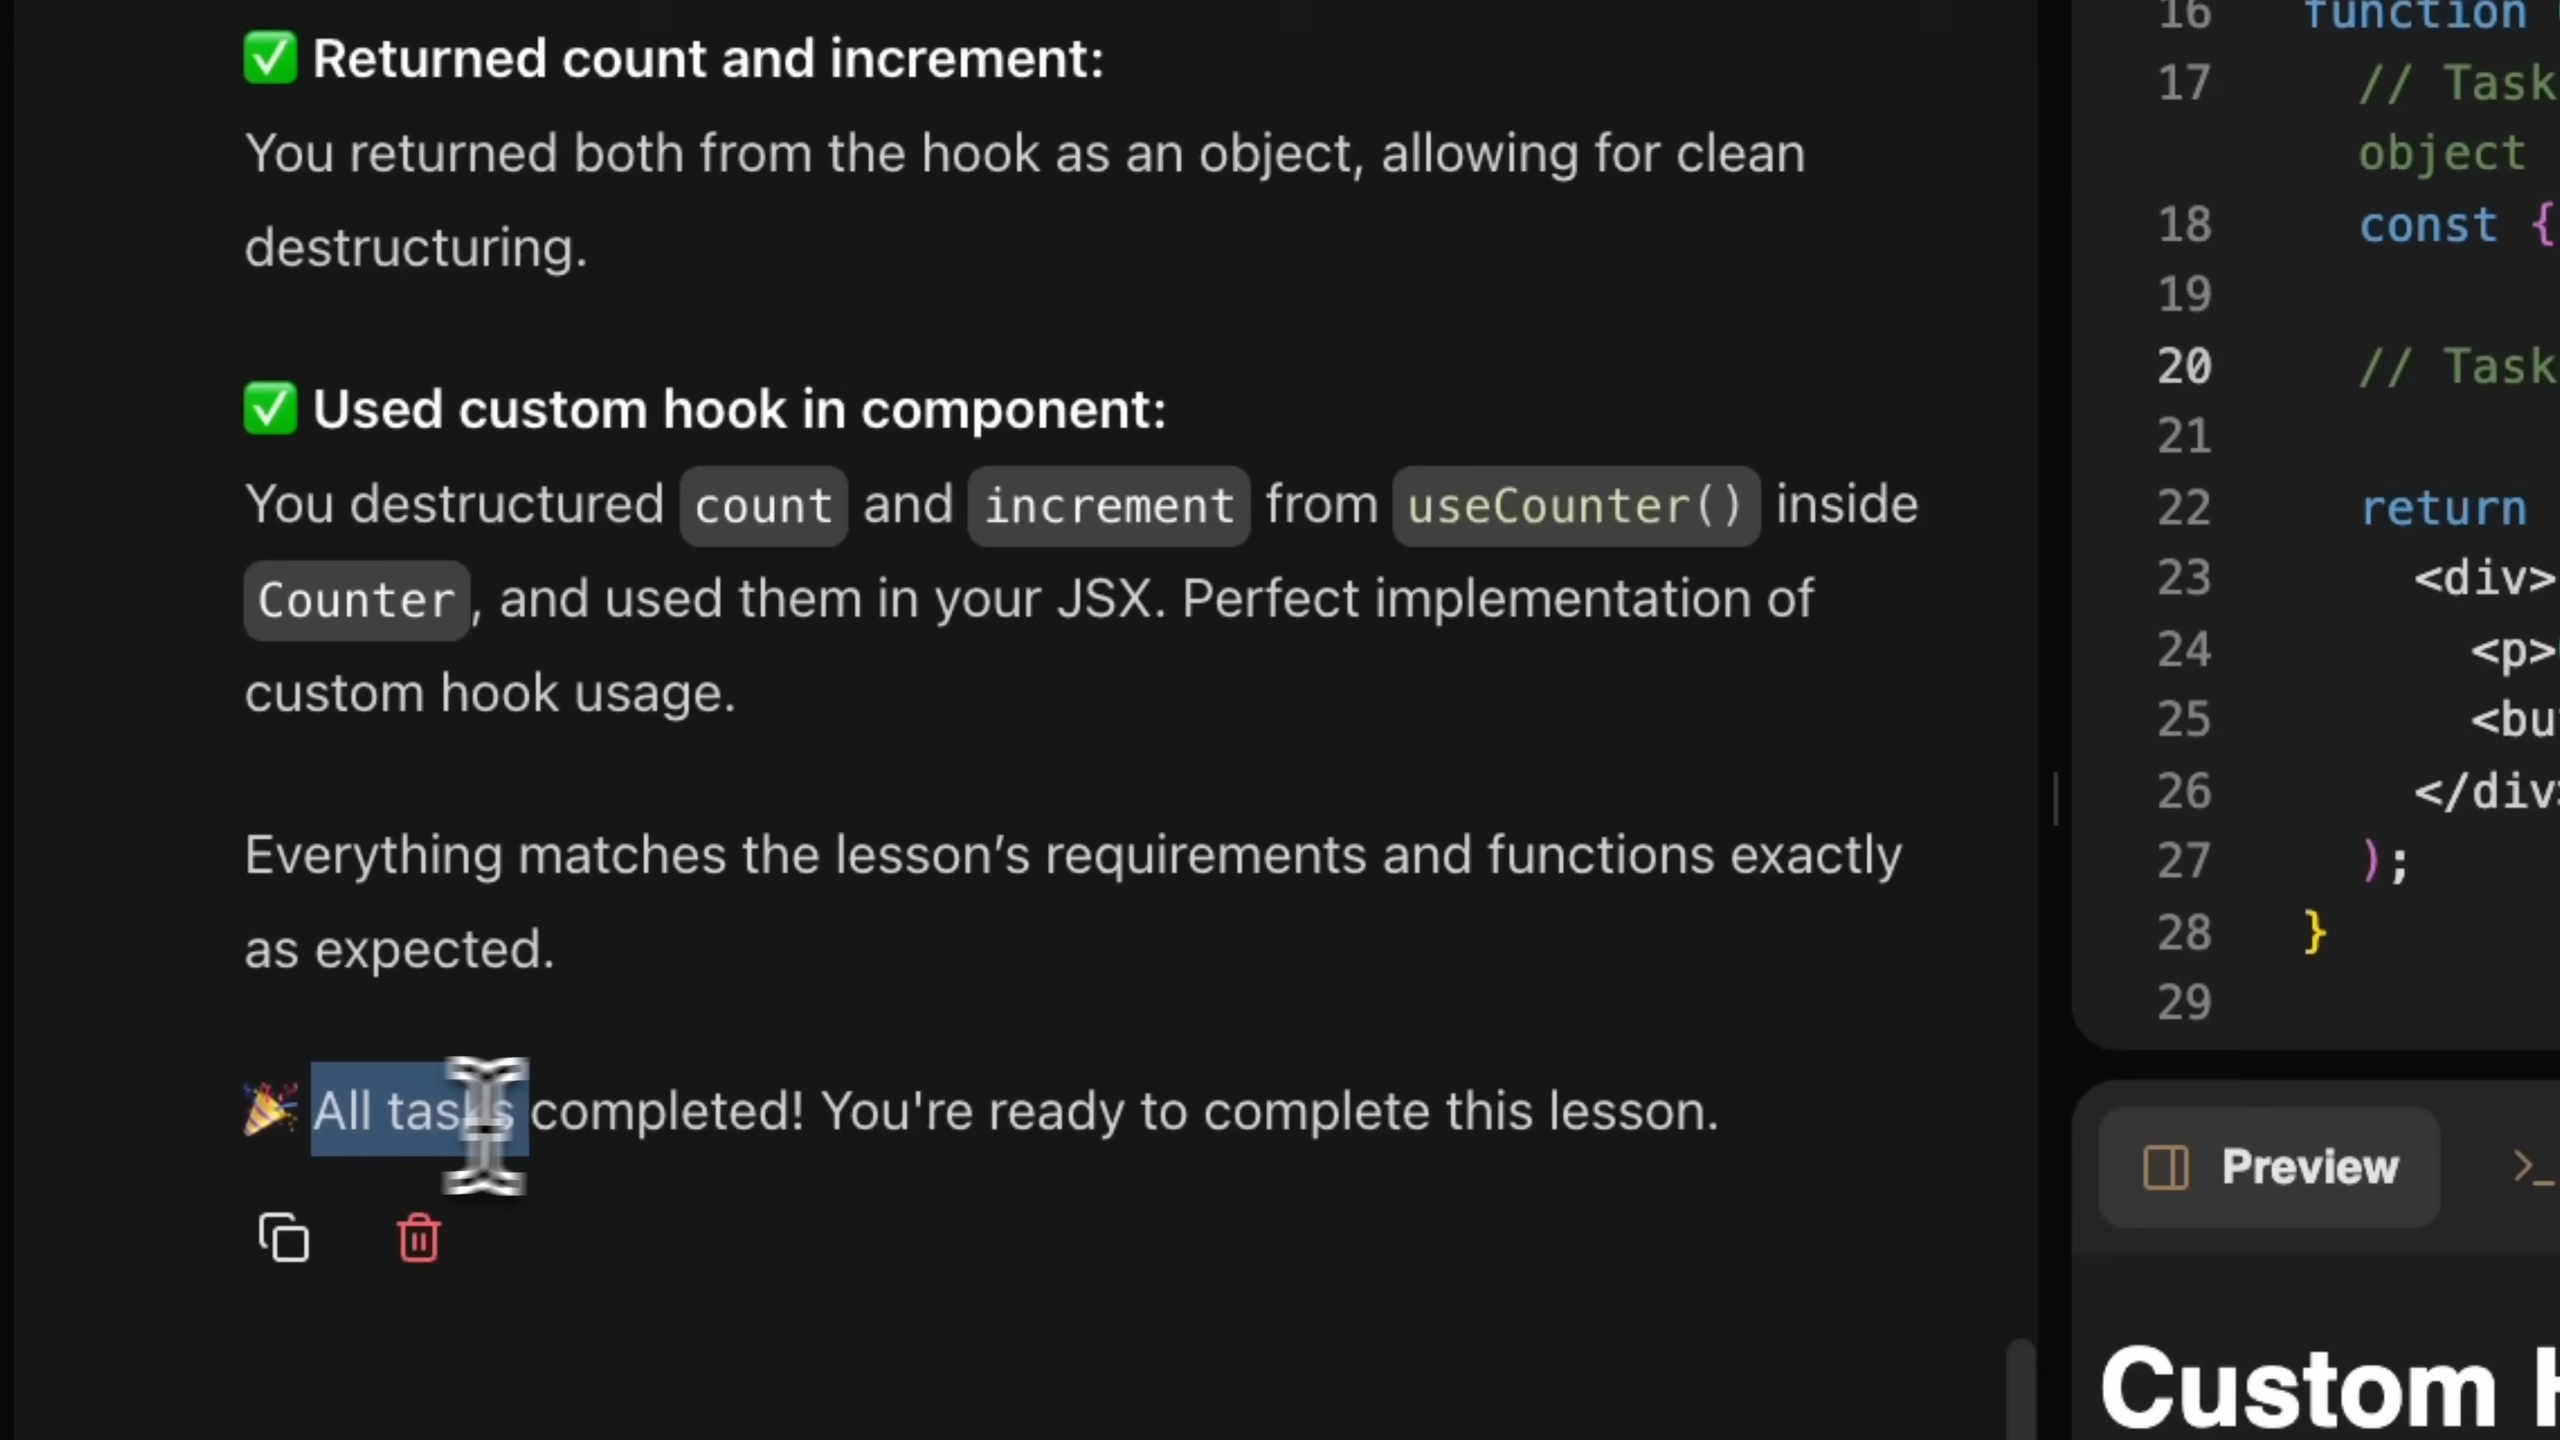 ✅ Returned count and increment:
You returned both from the hook as an object, allowing for clean
destructuring.
✅ Used custom hook in component:
You destructured count and increment from useCounter() inside
Counter, and used them in your JSX. Perfect implementation of
custom hook usage.
Everything matches the lesson’s requirements and functions exactly
as expected.
🎉 All tasks completed! You're ready to complete this lesson.
16 function
17 // Task
object
18 const {
19
20 // Task
21
22 return
23 <div>
24 <p>
25 <bu
26 </div
27 );
28 }
29
Preview
Custom